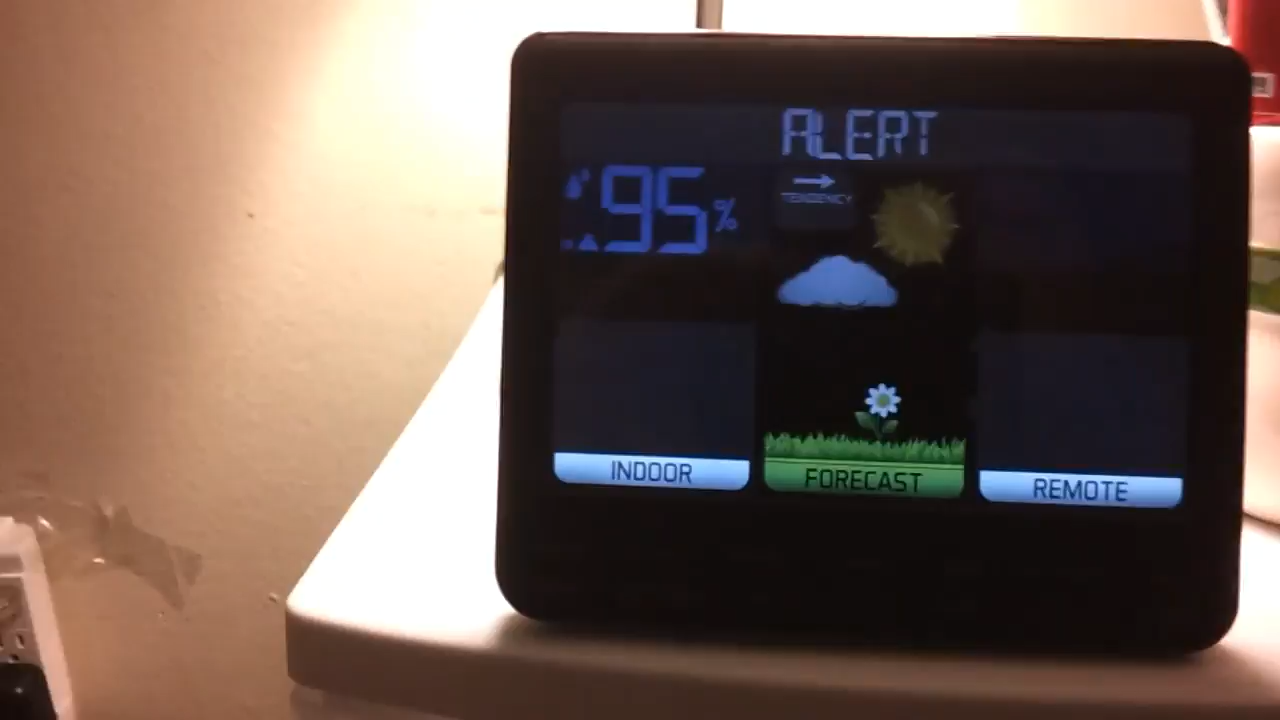 ALERT
95%
TENDENCY
INDOOR
FORECAST
REMOTE